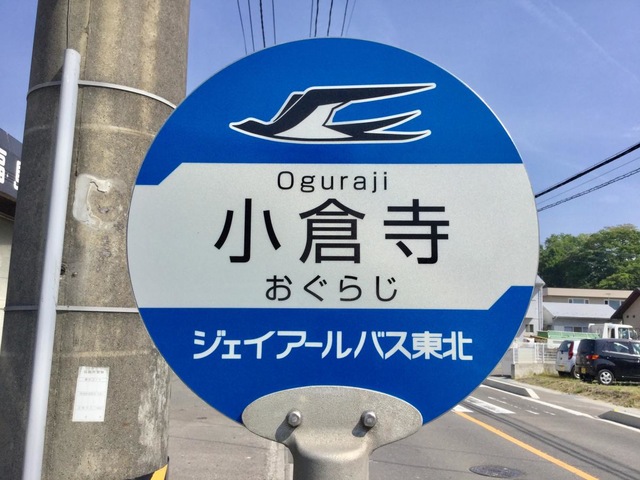 Oguraji
小倉寺
おぐらじ
ジェイアールバス東北